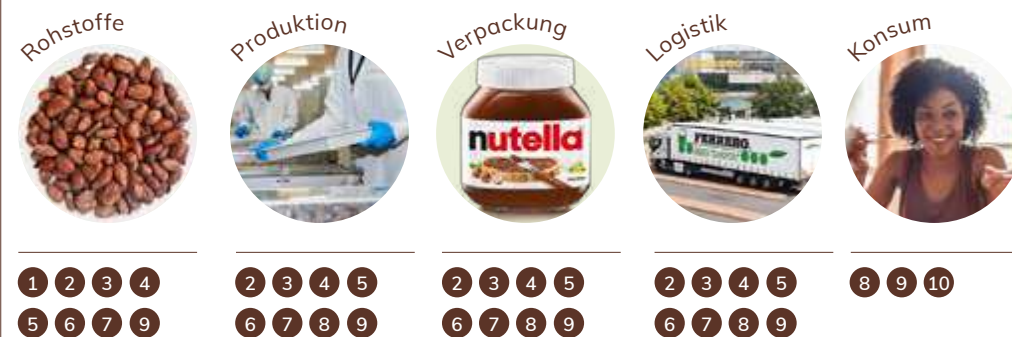 Rohstoffe
Produktion
Verpackung
Logistik
Konsum
nutella
FERRERO
1 2 3 4
5 6 7 9
2 3 4 5
6 7 8 9
2 3 4 5
6 7 8 9
2 3 4 5
6 7 8 9
8 9 10